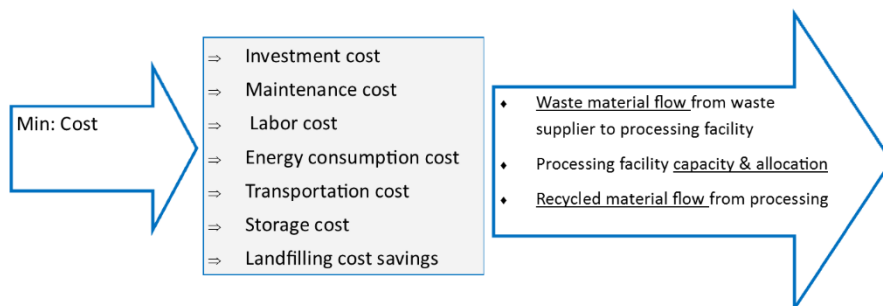 Min: Cost
⇒ Investment cost
⇒ Maintenance cost
⇒ Labor cost
⇒ Energy consumption cost
⇒ Transportation cost
⇒ Storage cost
⇒ Landfilling cost savings
♦ Waste material flow from waste
supplier to processing facility
♦ Processing facility capacity & allocation
♦ Recycled material flow from processing